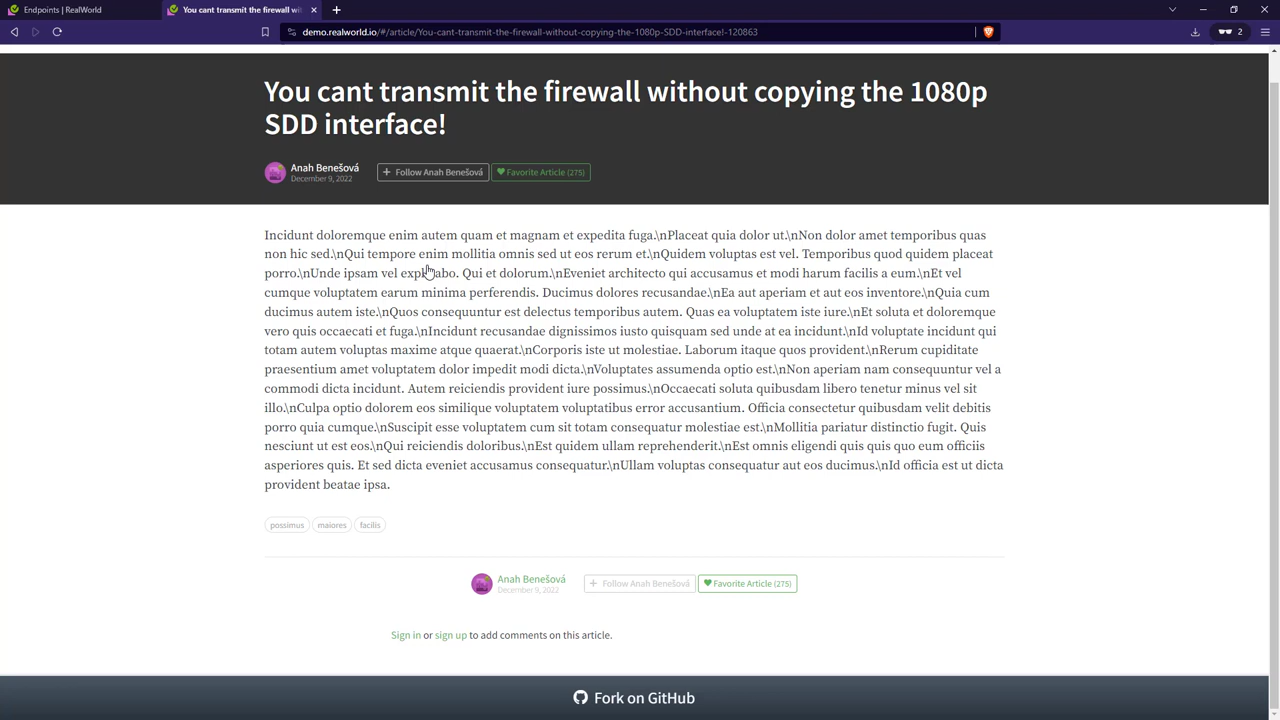 Endpoints | RealWorld
You cant transmit the firewall wi
demo.realworld.io/#/article/You-cant-transmit-the-firewall-without-copying-the-1080p-SDD-interface!-120863
2
You cant transmit the firewall without copying the 1080p
SDD interface!
Anah Benešová
December 9, 2022
Follow Anah Benešová
Favorite Article (275)
Incidunt doloremque enim autem quam et magnam et expedita fuga.\nPlaceat quia dolor ut.\nNon dolor amet temporibus quas
non hic sed.\nQui tempore enim mollitia omnis sed ut eos rerum et.\nQuidem voluptas est vel. Temporibus quod quidem placeat
porro.\nUnde ipsam vel explicabo. Qui et dolorum.\nEveniet architecto qui accusamus et modi harum facilis a eum.\nEt vel
cumque voluptatem earum minima perferendis. Ducimus dolores recusandae.\nEa aut aperiam et aut eos inventore.\nQuia cum
ducimus autem iste.\nQuos consequuntur est delectus temporibus autem. Quas ea voluptatem iste iure.\nEt soluta et doloremque
vero quis occaecati et fuga.\nIncidunt recusandae dignissimos iusto quisquam sed unde at ea incidunt.\nId voluptate incidunt qui
totam autem voluptas maxime atque quaerat.\nCorporis iste ut molestiae. Laborum itaque quos provident.\nRerum cupiditate
praesentium amet voluptatem dolor impedit modi dicta.\nVoluptates assumenda optio est.\nNon aperiam nam consequuntur vel a
commodi dicta incidunt. Autem reiciendis provident iure possimus.\nOccaecati soluta quibusdam libero tenetur minus vel sit
illo.\nCulpa optio dolorem eos similique voluptatem voluptatibus error accusantium. Officia consectetur quibusdam velit debitis
porro quia cumque.\nSuscipit esse voluptatem cum sit totam consequatur molestiae est.\nMollitia pariatur distinctio fugit. Quis
nesciunt ut est eos.\nQui reiciendis doloribus.\nEst quidem ullam reprehenderit.\nEst omnis eligendi quis quis quo eum officiis
asperiores quis. Et sed dicta eveniet accusamus consequatur.\nUllam voluptas consequatur aut eos ducimus.\nId officia est ut dicta
provident beatae ipsa.
possimus
maiores
facilis
Anah Benešová
December 9, 2022
Follow Anah Benešová
Favorite Article (275)
Sign in or sign up to add comments on this article.
Fork on GitHub